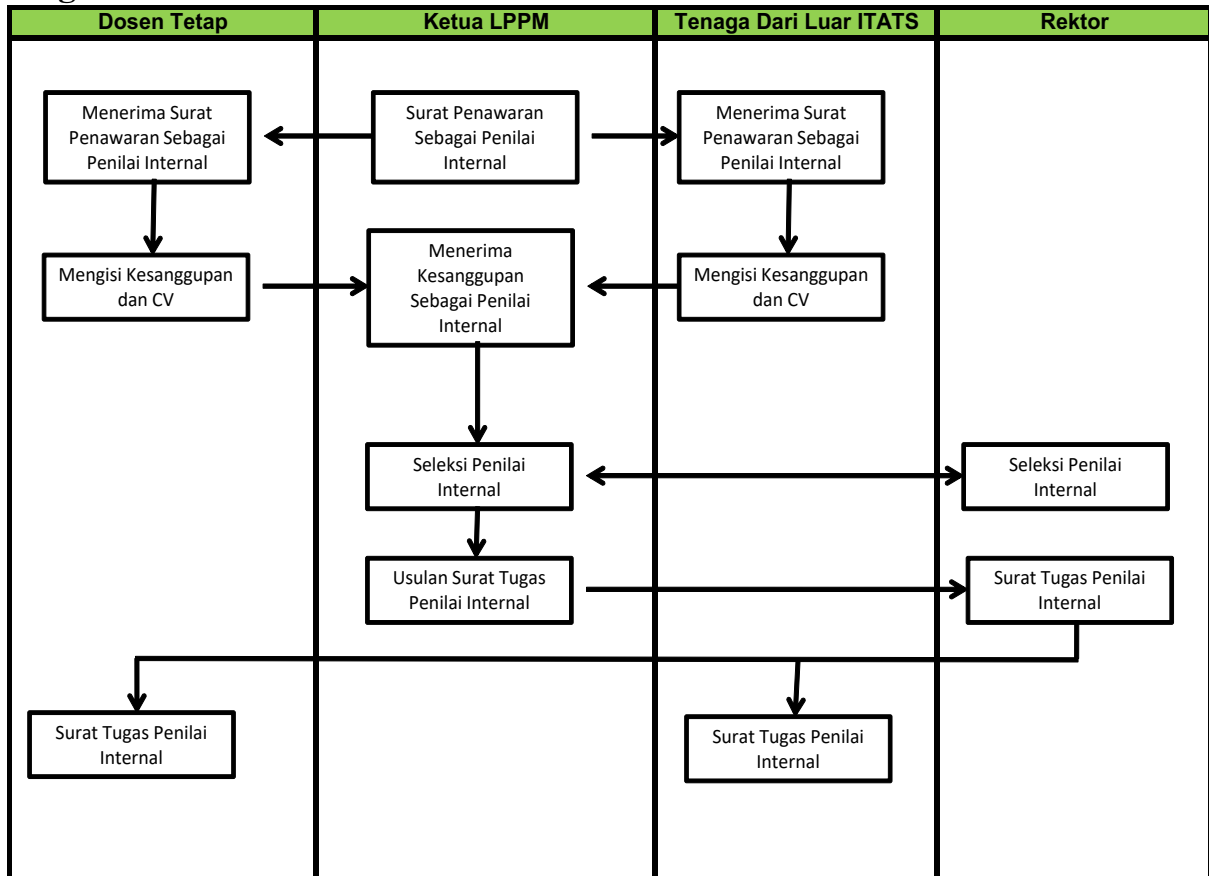 Dosen Tetap
Ketua LPPM
Tenaga Dari Luar ITATS
Rektor
Menerima Surat
Penawaran Sebagai
Penilai Internal
Surat Penawaran
Sebagai Penilai
Internal
Menerima Surat
Penawaran Sebagai
Penilai Internal
Mengisi Kesanggupan
dan CV
Menerima
Kesanggupan
Sebagai Penilai
Internal
Mengisi Kesanggupan
dan CV
Seleksi Penilai
Internal
Seleksi Penilai
Internal
Usulan Surat Tugas
Penilai Internal
Surat Tugas Penilai
Internal
Surat Tugas Penilai
Internal
Surat Tugas Penilai
Internal